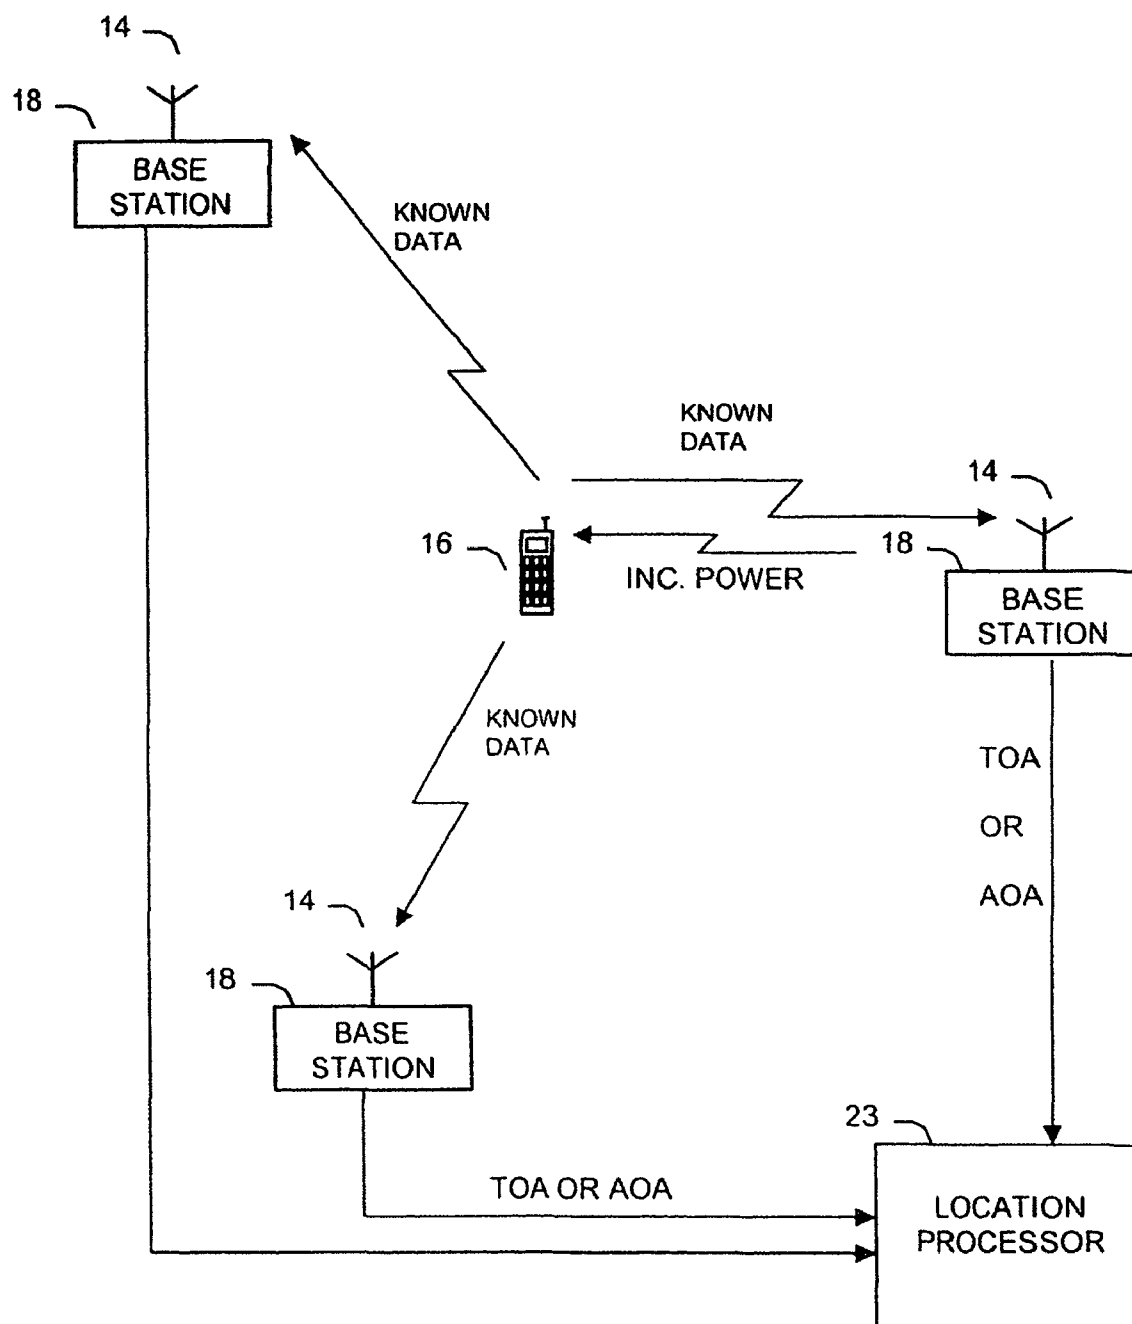 14
18
BASE
STATION
KNOWN
DATA
KNOWN
DATA
14
16
18
INC. POWER
BASE
STATION
KNOWN
DATA
TOA
OR
AOA
14
18
BASE
STATION
23
TOA OR AOA
LOCATION
PROCESSOR